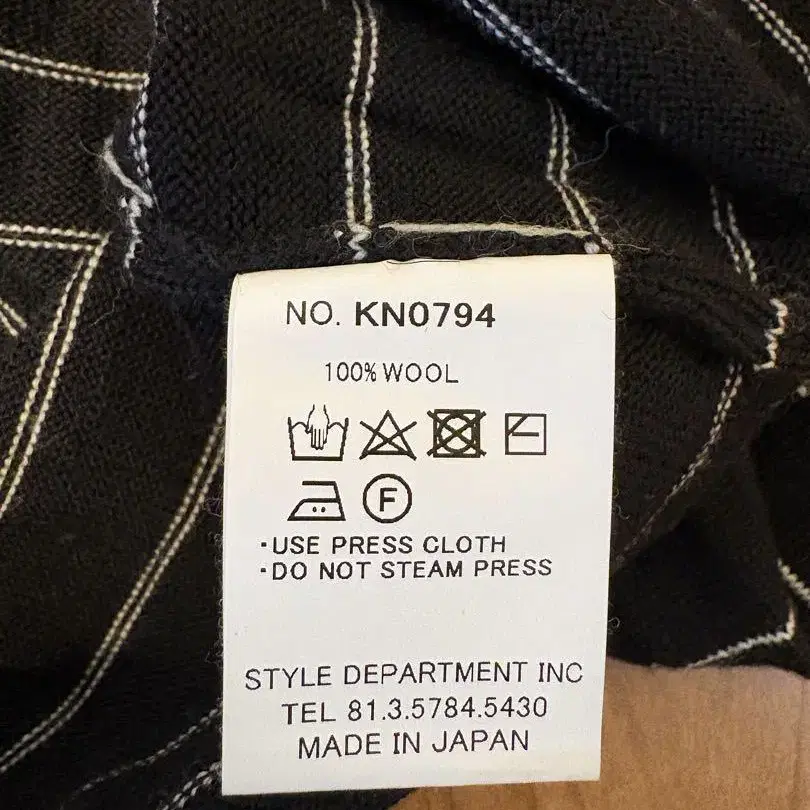 NO. KN0794
100% WOOL
F
・USE PRESS CLOTH
・DO NOT STEAM PRESS
STYLE DEPARTMENT INC
TEL 81.3.5784.5430
MADE IN JAPAN